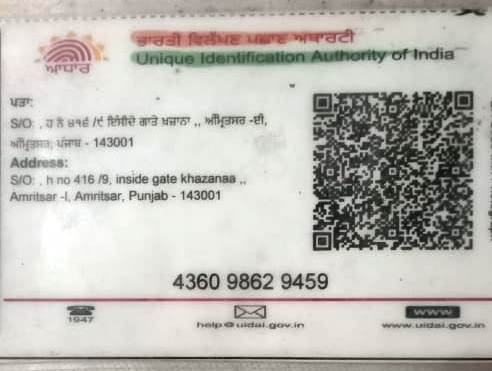 ਆਧਾਰ
ਭਾਰਤੀ ਵਿਲੱਖਣ ਪਛਾਣ ਅਥਾਰਟੀ
Unique Identification Authority of India
ਪਤਾ:
S/O: , ਹ ਨੰ ੪੧੬ /੯ ਇੰਸੀਦੇ ਗਾਤੇ ਖ਼ਜ਼ਾਨਾ ,, ਅੰਮ੍ਰਿਤਸਰ -ਈ,
ਅੰਮ੍ਰਿਤਸਰ, ਪੰਜਾਬ - 143001
Address:
S/O: , h no 416 /9, inside gate khazanaa ,,
Amritsar -I, Amritsar, Punjab - 143001
4360 9862 9459
1947
help@uidai.gov.in
www
www.uidai.gov.in